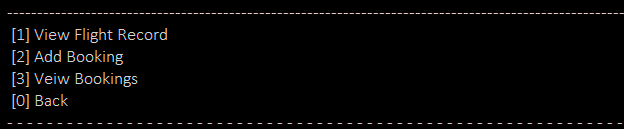 [1] View Flight Record
[2] Add Booking
[3] Veiw Bookings
[0] Back